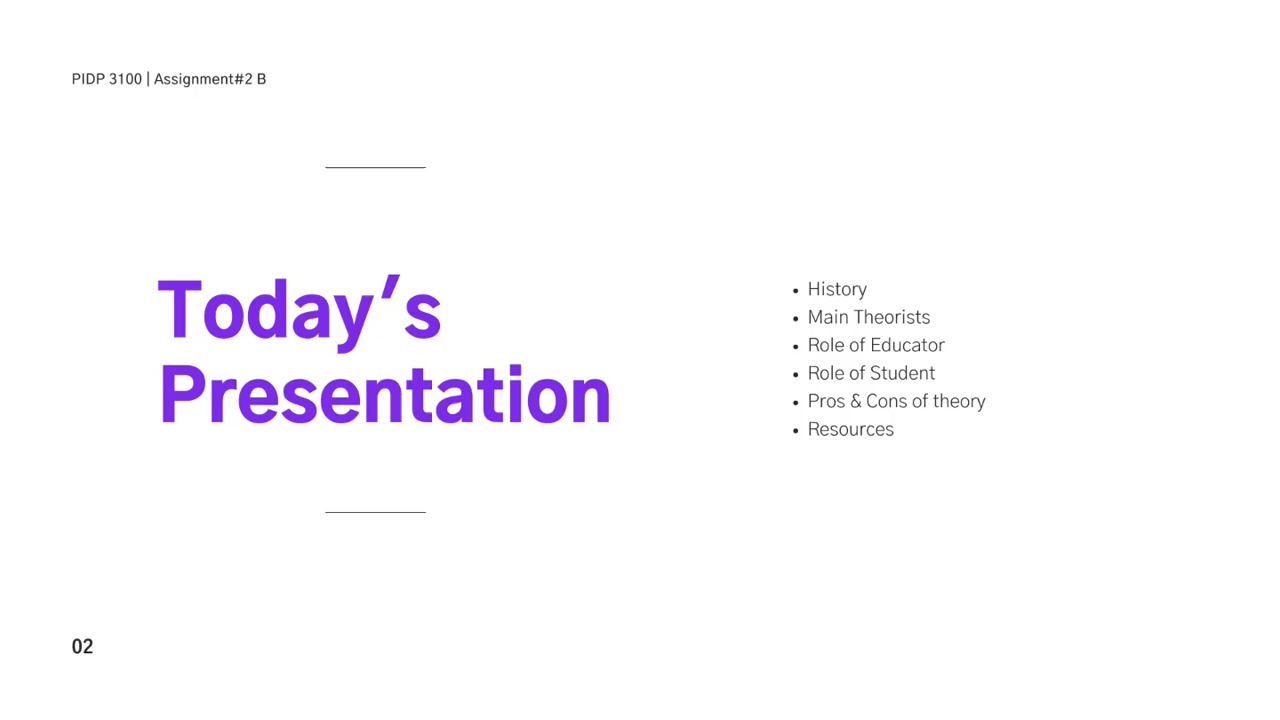 PIDP 3100 | Assignment#2 B
Today's
Presentation
• History
• Main Theorists
• Role of Educator
• Role of Student
• Pros & Cons of theory
• Resources
02